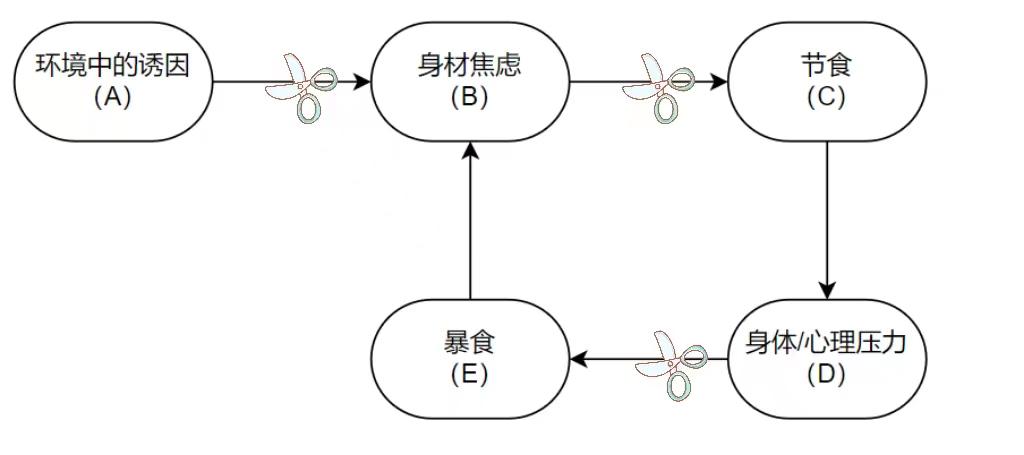 环境中的诱因
（A）
身材焦虑
（B）
节食
（C）
暴食
（E）
身体/心理压力
（D）